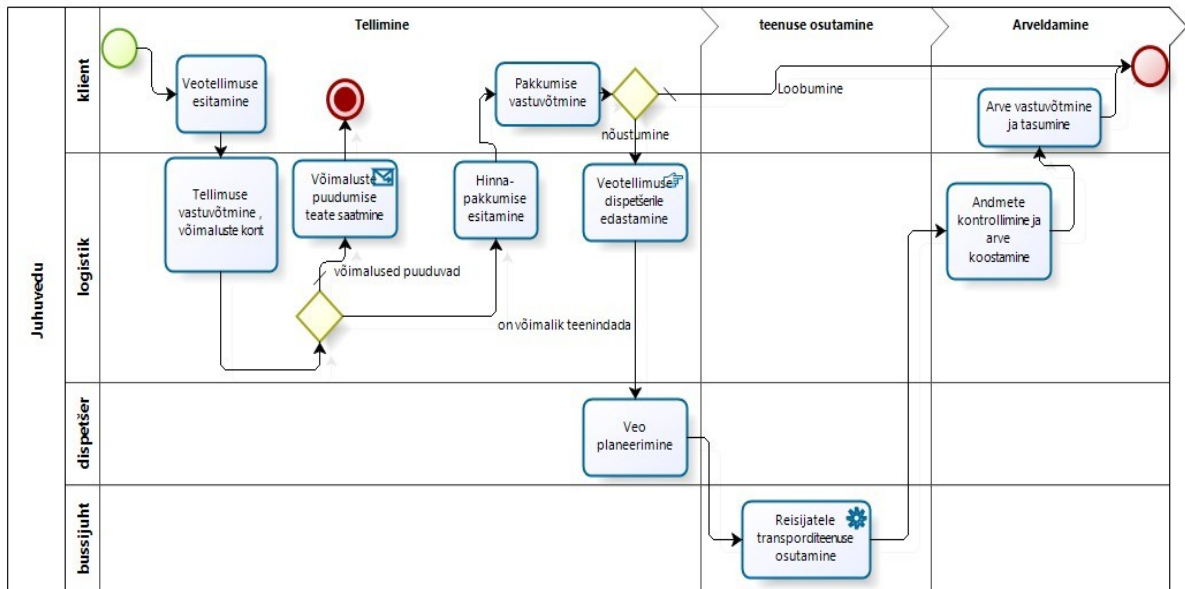 Tellimine
teenuse osutamine
Arveldamine
Juhuvedu
klient
logistik
dispetšer
bussijuht
Veotellimuse
esitamine
Tellimuse
vastuvõtmine ,
võimaluste kont
Võimaluste
puudumise
teate saatmine
võimalused puuduvad
on võimalik teenindada
Hinna-
pakkumise
esitamine
Pakkumise
vastuvõtmine
Loobumine
nõustumine
Veotellimuse
dispetšerile
edastamine
Veo
planeerimine
Reisijatele
transporditeenuse
osutamine
Andmete
kontrollimine ja
arve
koostamine
Arve vastuvõtmine
ja tasumine